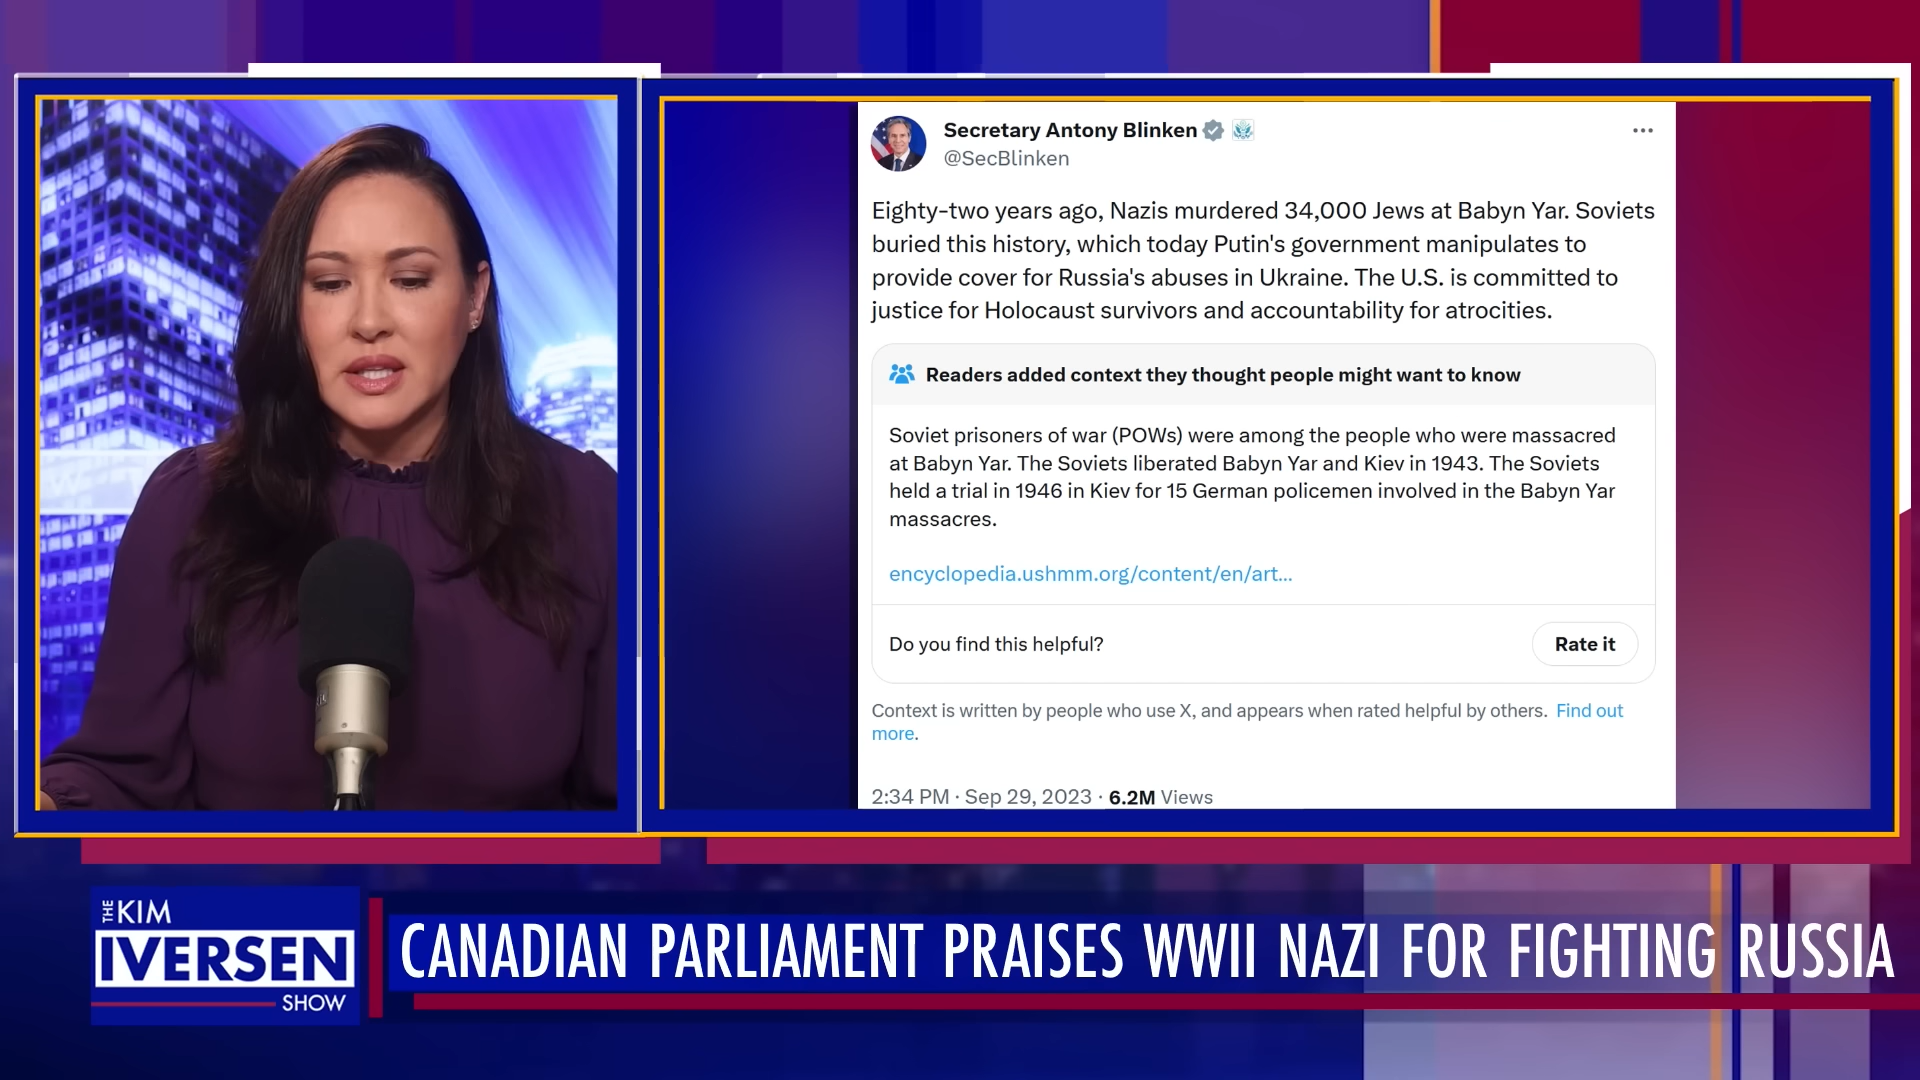 Secretary Antony Blinken
@SecBlinken
Eighty-two years ago, Nazis murdered 34,000 Jews at Babyn Yar. Soviets
buried this history, which today Putin's government manipulates to
provide cover for Russia's abuses in Ukraine. The U.S. is committed to
justice for Holocaust survivors and accountability for atrocities.
Readers added context they thought people might want to know
Soviet prisoners of war (POWs) were among the people who were massacred
at Babyn Yar. The Soviets liberated Babyn Yar and Kiev in 1943. The Soviets
held a trial in 1946 in Kiev for 15 German policemen involved in the Babyn Yar
massacres.
encyclopedia.ushmm.org/content/en/art...
Do you find this helpful?
Rate it
Context is written by people who use X, and appears when rated helpful by others. Find out
more.
2:34 PM · Sep 29, 2023 · 6.2M Views
THE KIM
IVERSEN
SHOW
CANADIAN PARLIAMENT PRAISES WWII NAZI FOR FIGHTING RUSSIA